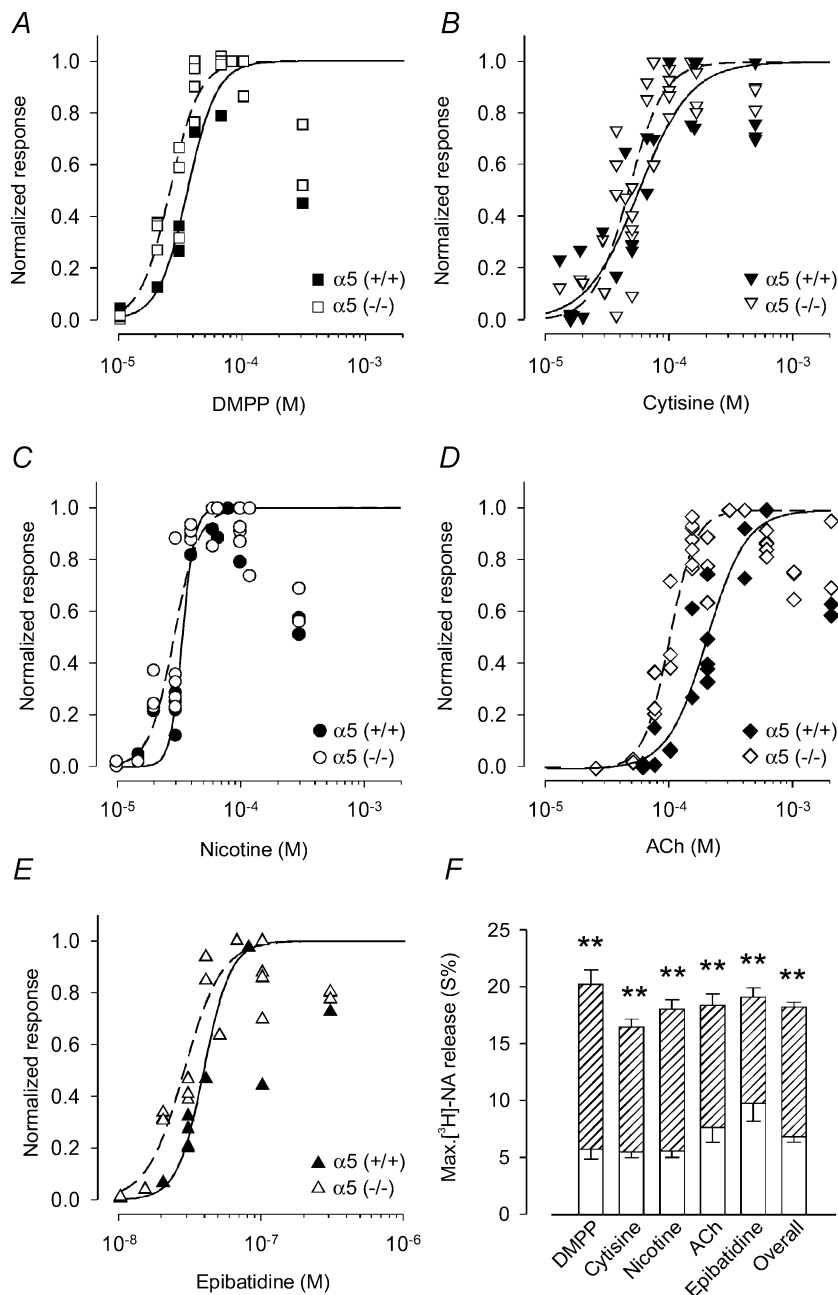 A
Normalized response
1.0
0.8
0.6
0.4
0.2
0.0
α5 (+/+)
α5 (-/-)
10-5
10-4
10-3
DMPP (M)
B
Normalized response
1.0
0.8
0.6
0.4
0.2
0.0
α5 (+/+)
α5 (-/-)
10-5
10-4
10-3
Cytisine (M)
C
Normalized response
1.0
0.8
0.6
0.4
0.2
0.0
α5 (+/+)
α5 (-/-)
10-5
10-4
10-3
Nicotine (M)
D
Normalized response
1.0
0.8
0.6
0.4
0.2
0.0
α5 (+/+)
α5 (-/-)
10-5
10-4
10-3
ACh (M)
E
Normalized response
1.0
0.8
0.6
0.4
0.2
0.0
α5 (+/+)
α5 (-/-)
10-8
10-7
10-6
Epibatidine (M)
F
Max.[3H]-NA release (S%)
25
20
15
10
5
0
**
**
**
**
**
**
DMPP
Cytisine
Nicotine
ACh
Epibatidine
Overall